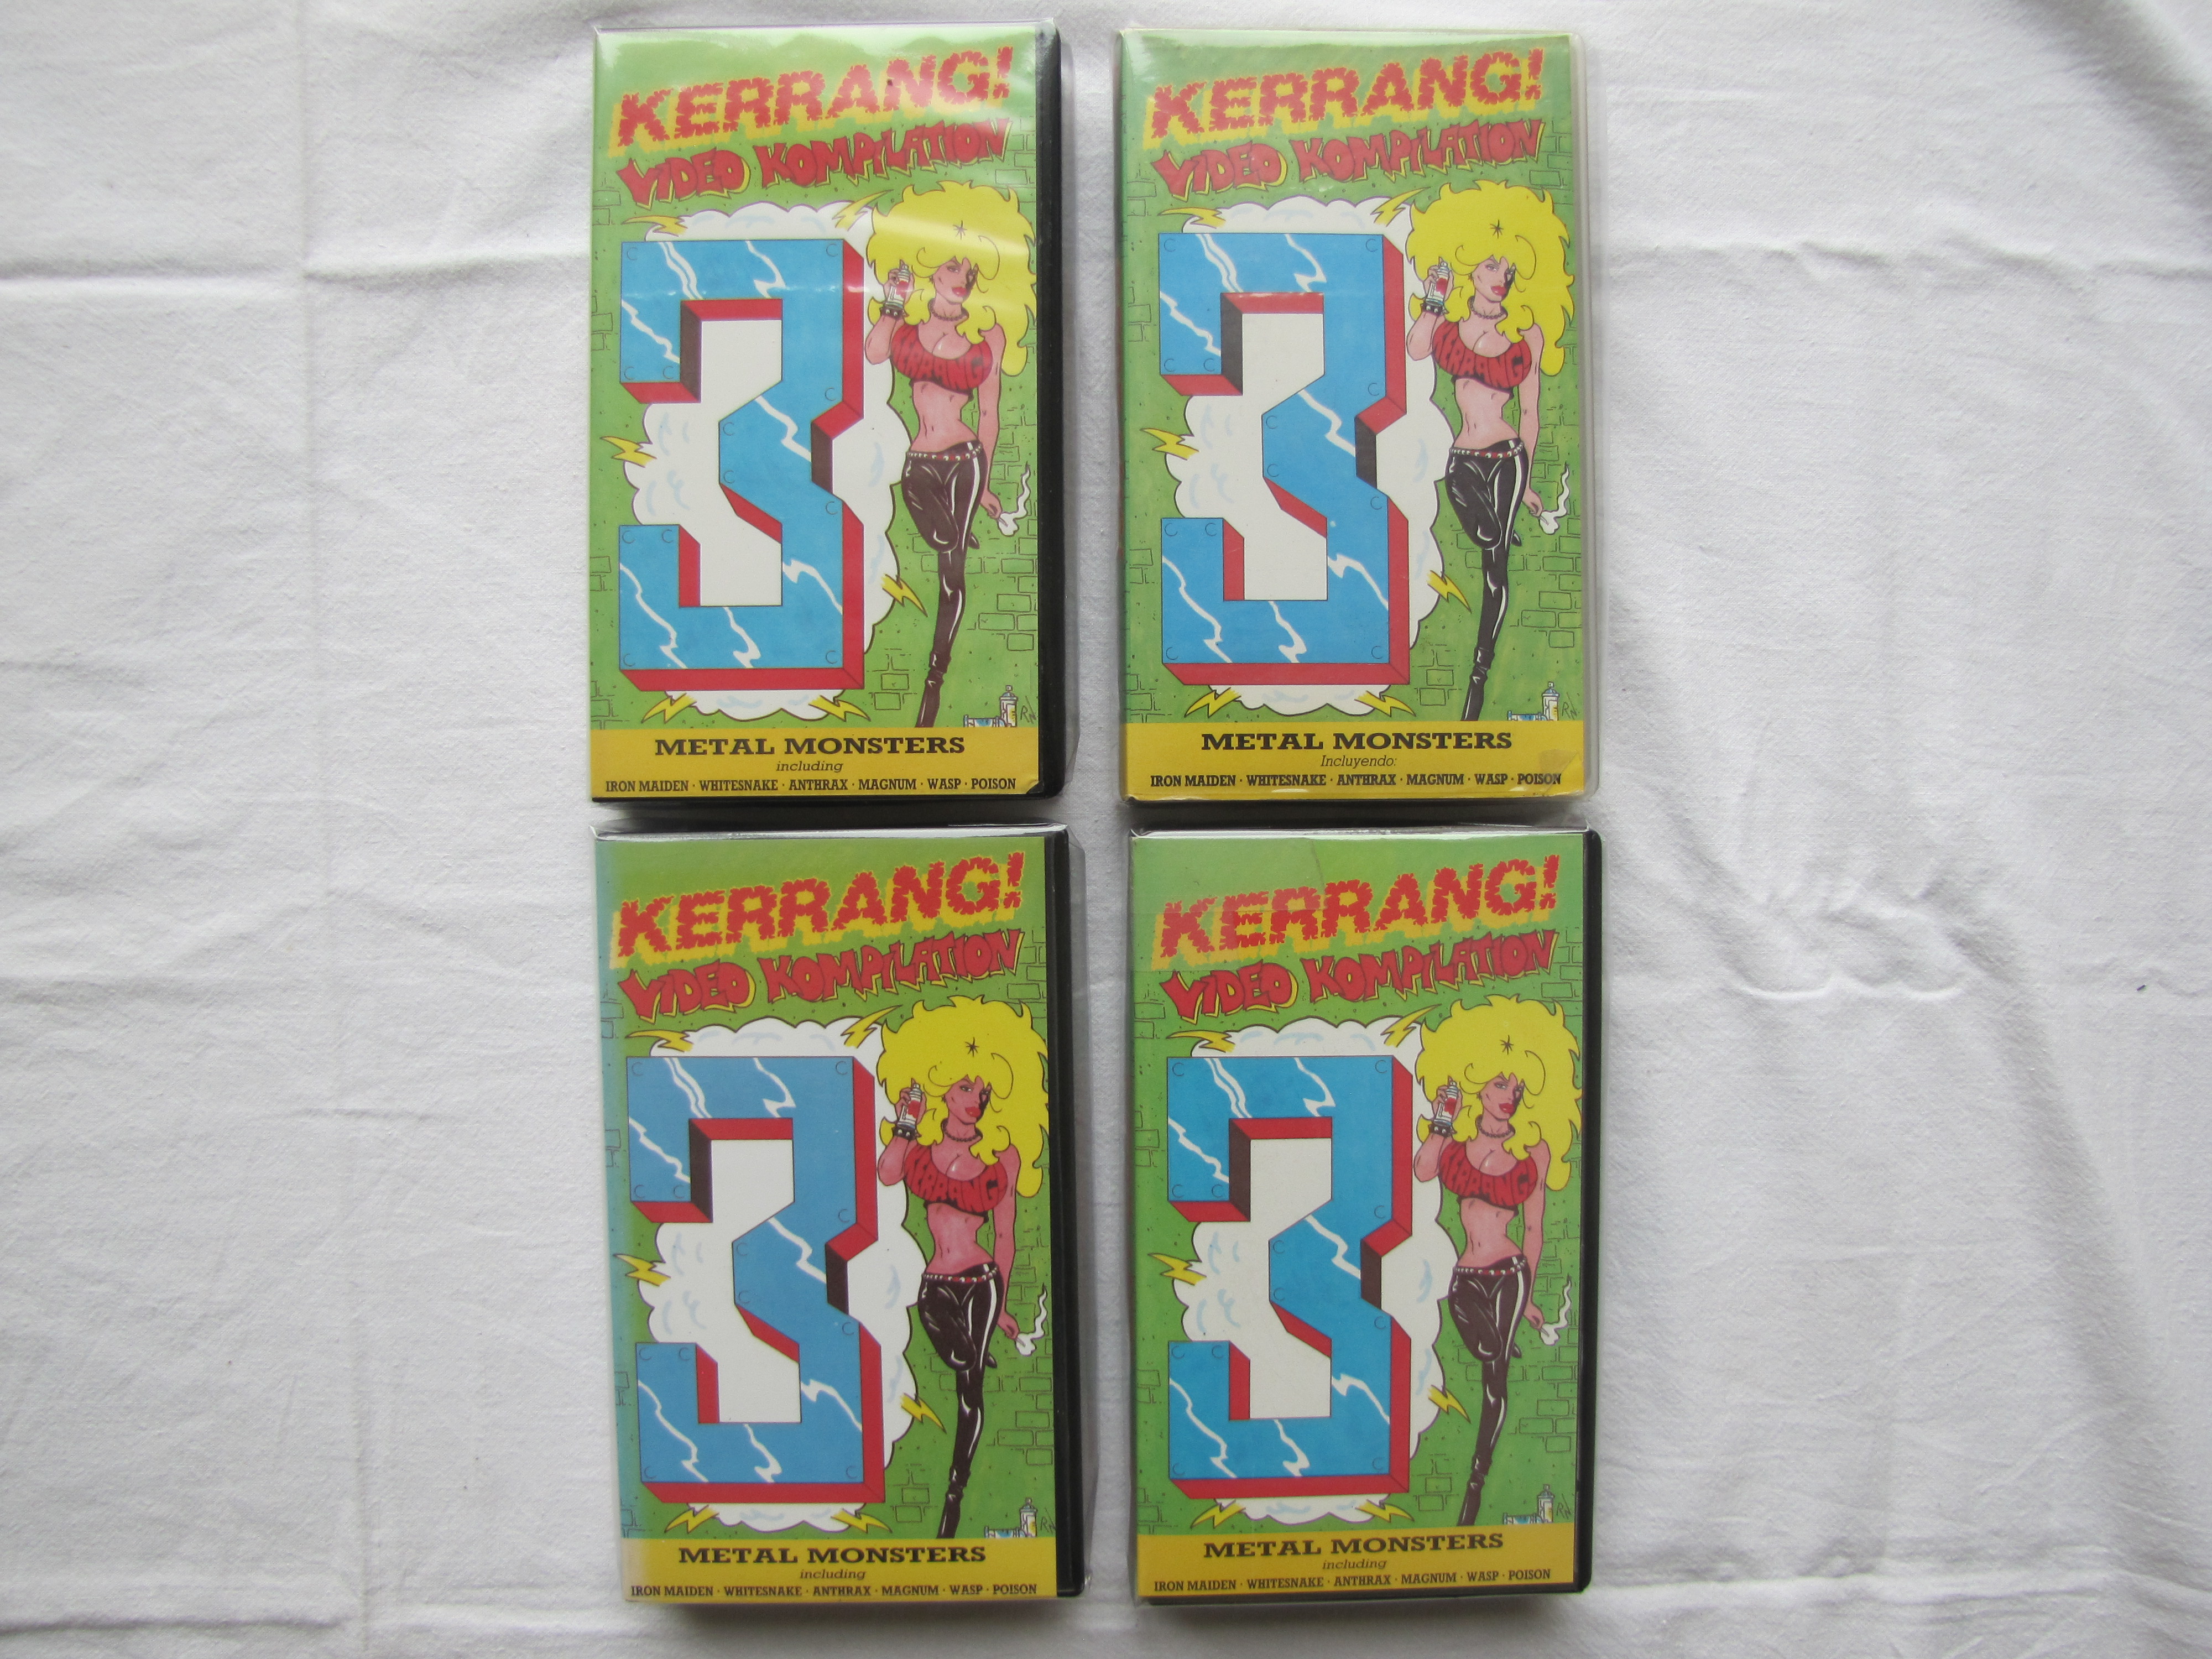 KERRANG!
VIDEO KOMPILATION
3
KERRANG!
METAL MONSTERS
including
IRON MAIDEN · WHITESNAKE · ANTHRAX · MAGNUM · WASP · POISON
KERRANG!
VIDEO KOMPILATION
3
KERRANG!
METAL MONSTERS
Incluyendo:
IRON MAIDEN · WHITESNAKE · ANTHRAX · MAGNUM · WASP · POISON
KERRANG!
VIDEO KOMPILATION
3
KERRANG!
METAL MONSTERS
including
IRON MAIDEN · WHITESNAKE · ANTHRAX · MAGNUM · WASP · POISON
KERRANG!
VIDEO KOMPILATION
3
KERRANG!
METAL MONSTERS
including
IRON MAIDEN · WHITESNAKE · ANTHRAX · MAGNUM · WASP · POISON